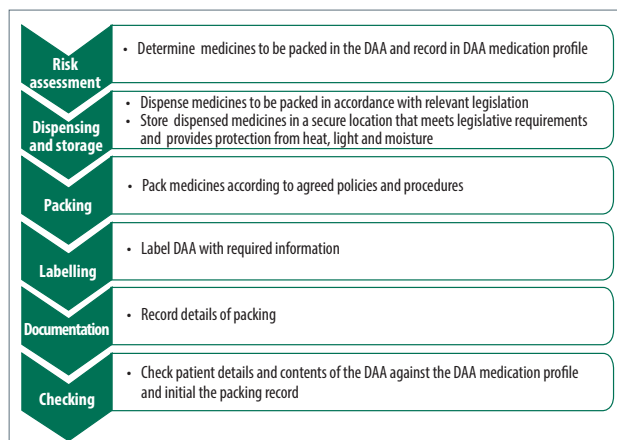 Risk
assessment
• Determine medicines to be packed in the DAA and record in DAA medication profile
Dispensing
and storage
• Dispense medicines to be packed in accordance with relevant legislation
• Store dispensed medicines in a secure location that meets legislative requirements
and provides protection from heat, light and moisture
Packing
• Pack medicines according to agreed policies and procedures
Labelling
• Label DAA with required information
Documentation
• Record details of packing
Checking
• Check patient details and contents of the DAA against the DAA medication profile
and initial the packing record